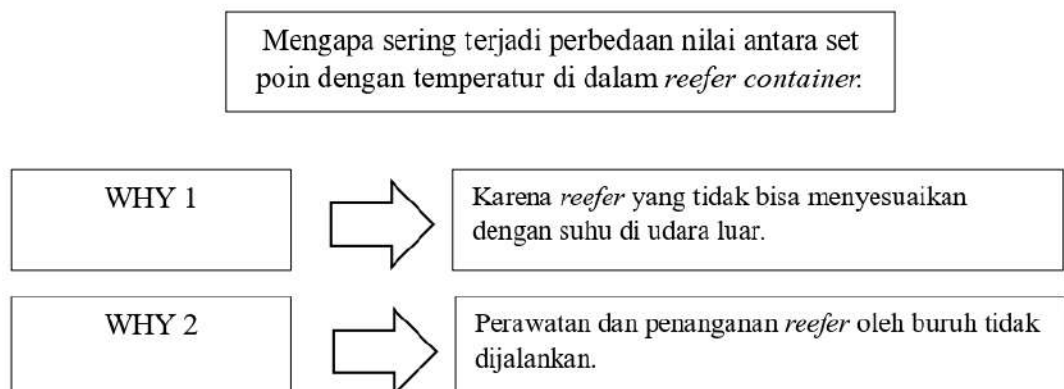 Mengapa sering terjadi perbedaan nilai antara set
poin dengan temperatur di dalam reefer container.
WHY 1
Karena reefer yang tidak bisa menyesuaikan
dengan suhu di udara luar.
WHY 2
Perawatan dan penanganan reefer oleh buruh tidak
dijalankan.